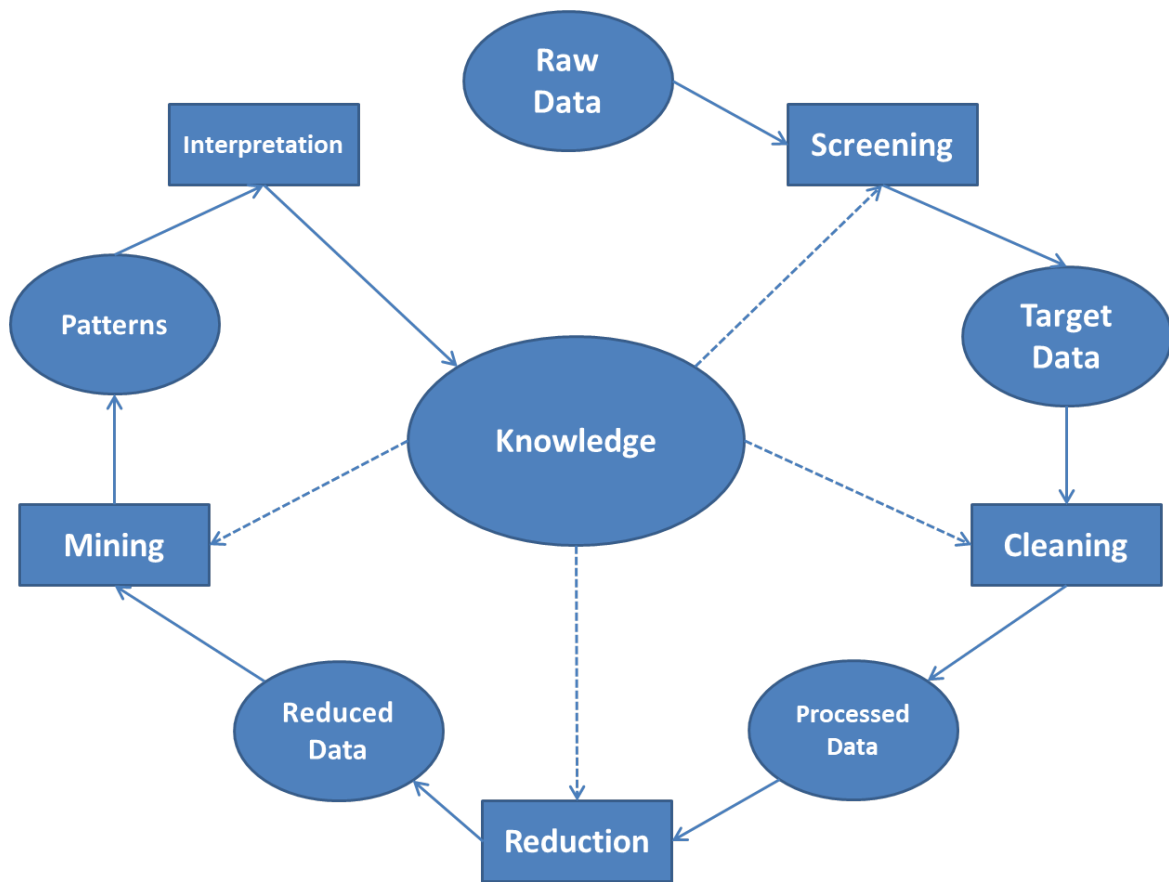 Raw
Data
Screening
Target
Data
Cleaning
Processed
Data
Reduction
Reduced
Data
Mining
Patterns
Interpretation
Knowledge